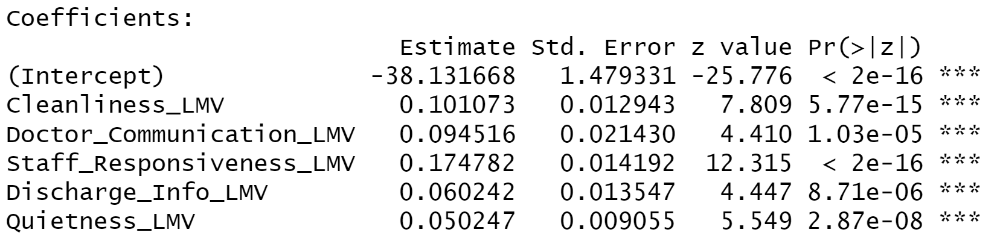 Coefficients:
Estimate Std. Error z value Pr(>|z|)
(Intercept) -38.131668 1.479331 -25.776 < 2e-16 ***
Cleanliness_LMV 0.101073 0.012943 7.809 5.77e-15 ***
Doctor_Communication_LMV 0.094516 0.021430 4.410 1.03e-05 ***
Staff_Responsiveness_LMV 0.174782 0.014192 12.315 < 2e-16 ***
Discharge_Info_LMV 0.060242 0.013547 4.447 8.71e-06 ***
Quietness_LMV 0.050247 0.009055 5.549 2.87e-08 ***